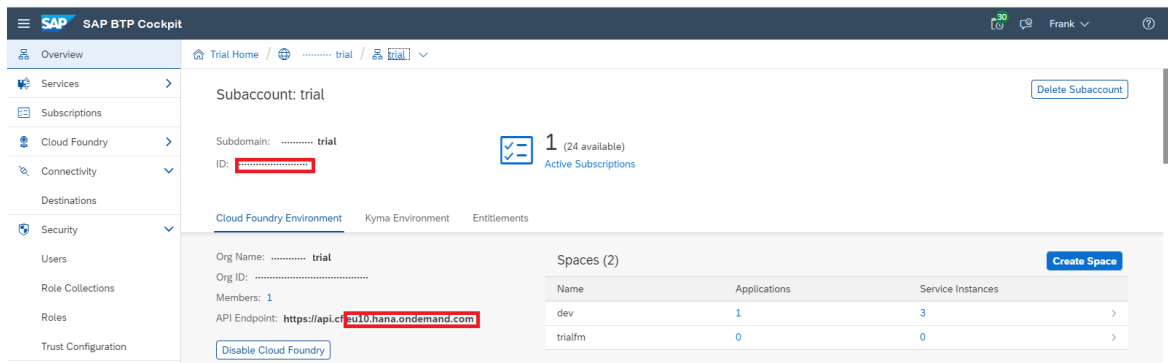 SAP SAP BTP Cockpit 30 Frank
Overview
Services
Subscriptions
Cloud Foundry
Connectivity
Destinations
Security
Users
Role Collections
Roles
Trust Configuration
Trial Home / trial / trial
Subaccount: trial
Delete Subaccount
Subdomain: ........... trial
ID: .......................
1 (24 available)
Active Subscriptions
Cloud Foundry Environment Kyma Environment Entitlements
Org Name: ............ trial
Org ID: .....................................
Members: 1
API Endpoint: https://api.cf.eu10.hana.ondemand.com
Disable Cloud Foundry
Spaces (2)
Create Space
Name Applications Service Instances
dev 1 3
trialfm 0 0